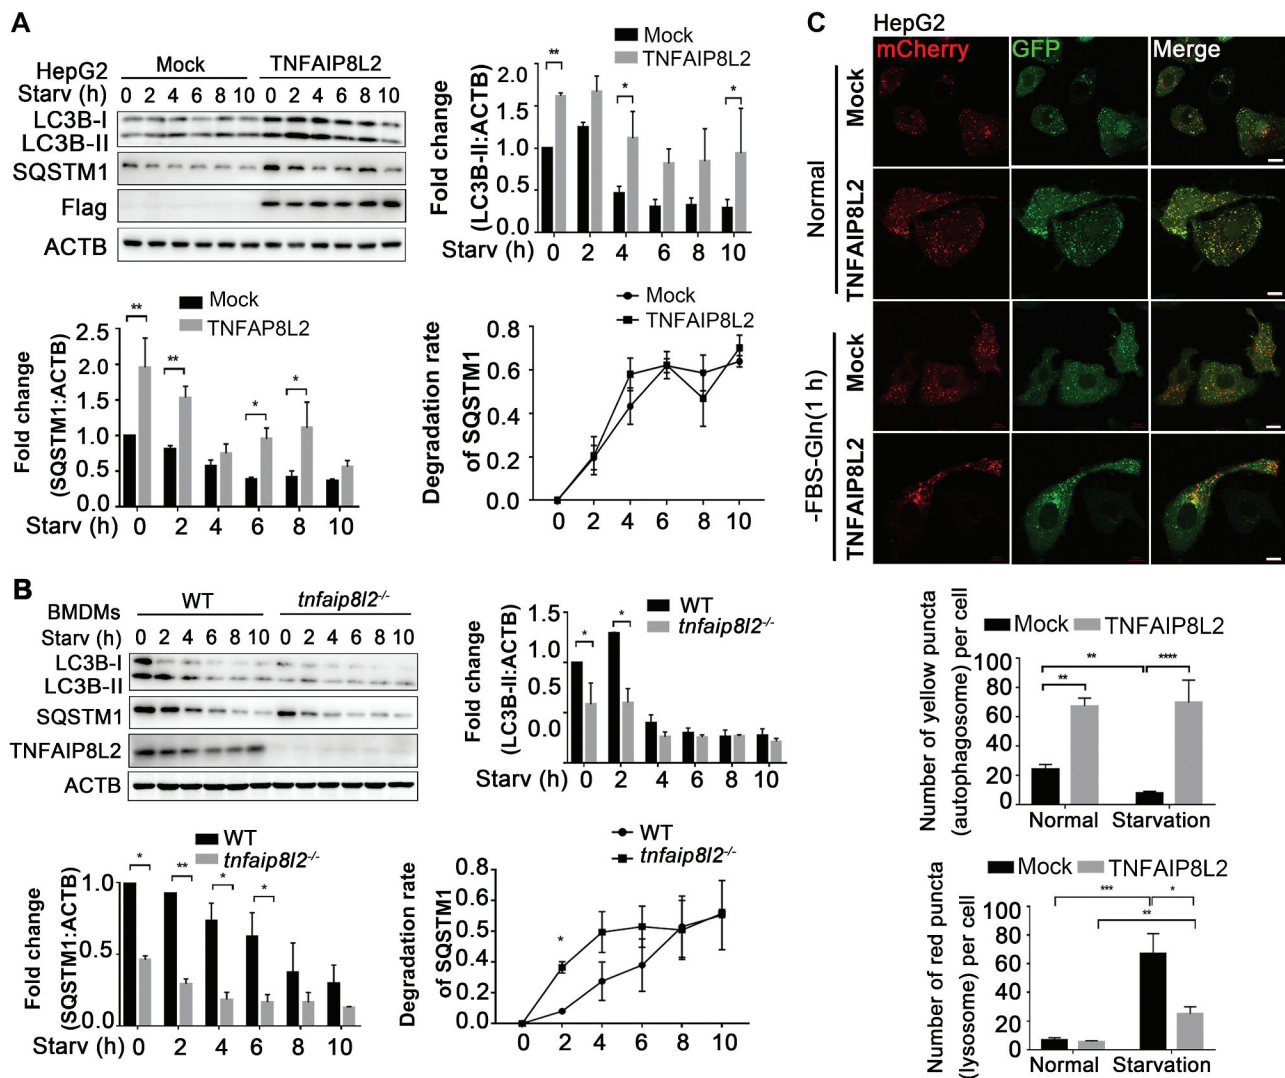 A
HepG2
Mock
TNFAIP8L2
Starv (h)
0 2 4 6 8 10 0 2 4 6 8 10
LC3B-I
LC3B-II
SQSTM1
Flag
ACTB
Mock
TNFAIP8L2
Fold change
(LC3B-II:ACTB)
2.0
1.5
1.0
0.5
0.0
** * *
Starv (h) 0 2 4 6 8 10
Mock
TNFAP8L2
Fold change
(SQSTM1:ACTB)
2.5
2.0
1.5
1.0
0.5
0.0
** ** * *
Starv (h) 0 2 4 6 8 10
Mock
TNFAIP8L2
Degradation rate
of SQSTM1
0.8
0.6
0.4
0.2
0.0
0 2 4 6 8 10
B
BMDMs
WT
tnfaip8l2-/-
Starv (h)
0 2 4 6 8 10 0 2 4 6 8 10
LC3B-I
LC3B-II
SQSTM1
TNFAIP8L2
ACTB
WT
tnfaip8l2-/-
Fold change
(LC3B-II:ACTB)
1.5
1.0
0.5
0.0
* *
Starv (h) 0 2 4 6 8 10
WT
tnfaip8l2-/-
Fold change
(SQSTM1:ACTB)
1.0
0.5
0.0
* ** * *
Starv (h) 0 2 4 6 8 10
WT
tnfaip8l2-/-
Degradation rate
of SQSTM1
0.8
0.6
0.4
0.2
0.0
*
0 2 4 6 8 10
C
HepG2
mCherry GFP Merge
Normal
Mock
TNFAIP8L2
-FBS-Gln(1 h)
Mock
TNFAIP8L2
Mock TNFAIP8L2
Number of yellow puncta
(autophagosome) per cell
100
80
60
40
20
0
** ** ****
Normal Starvation
Mock TNFAIP8L2
Number of red puncta
(lysosome) per cell
100
80
60
40
20
0
*** * **
Normal Starvation